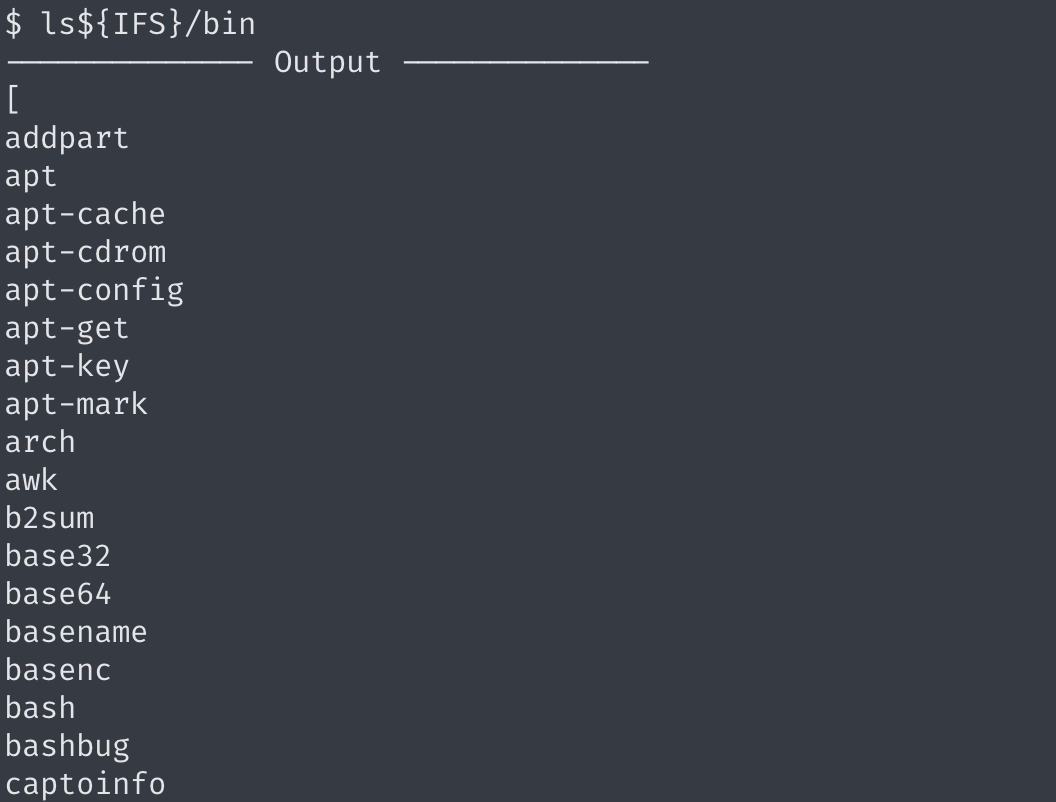 $ ls${IFS}/bin
────────────── Output ──────────────
[
addpart
apt
apt-cache
apt-cdrom
apt-config
apt-get
apt-key
apt-mark
arch
awk
b2sum
base32
base64
basename
basenc
bash
bashbug
captoinfo